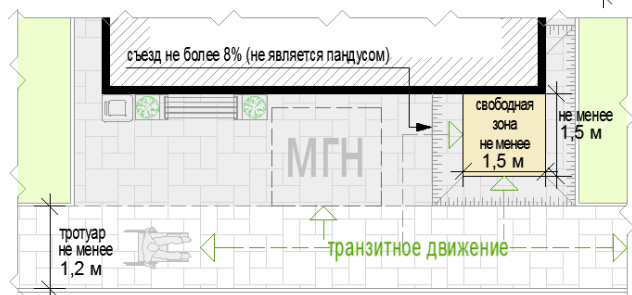 съезд не более 8% (не является пандусом)
свободная
зона
не менее
1,5 м
не менее
1,5 м
МГН
тротуар
не менее
1,2 м
транзитное движение